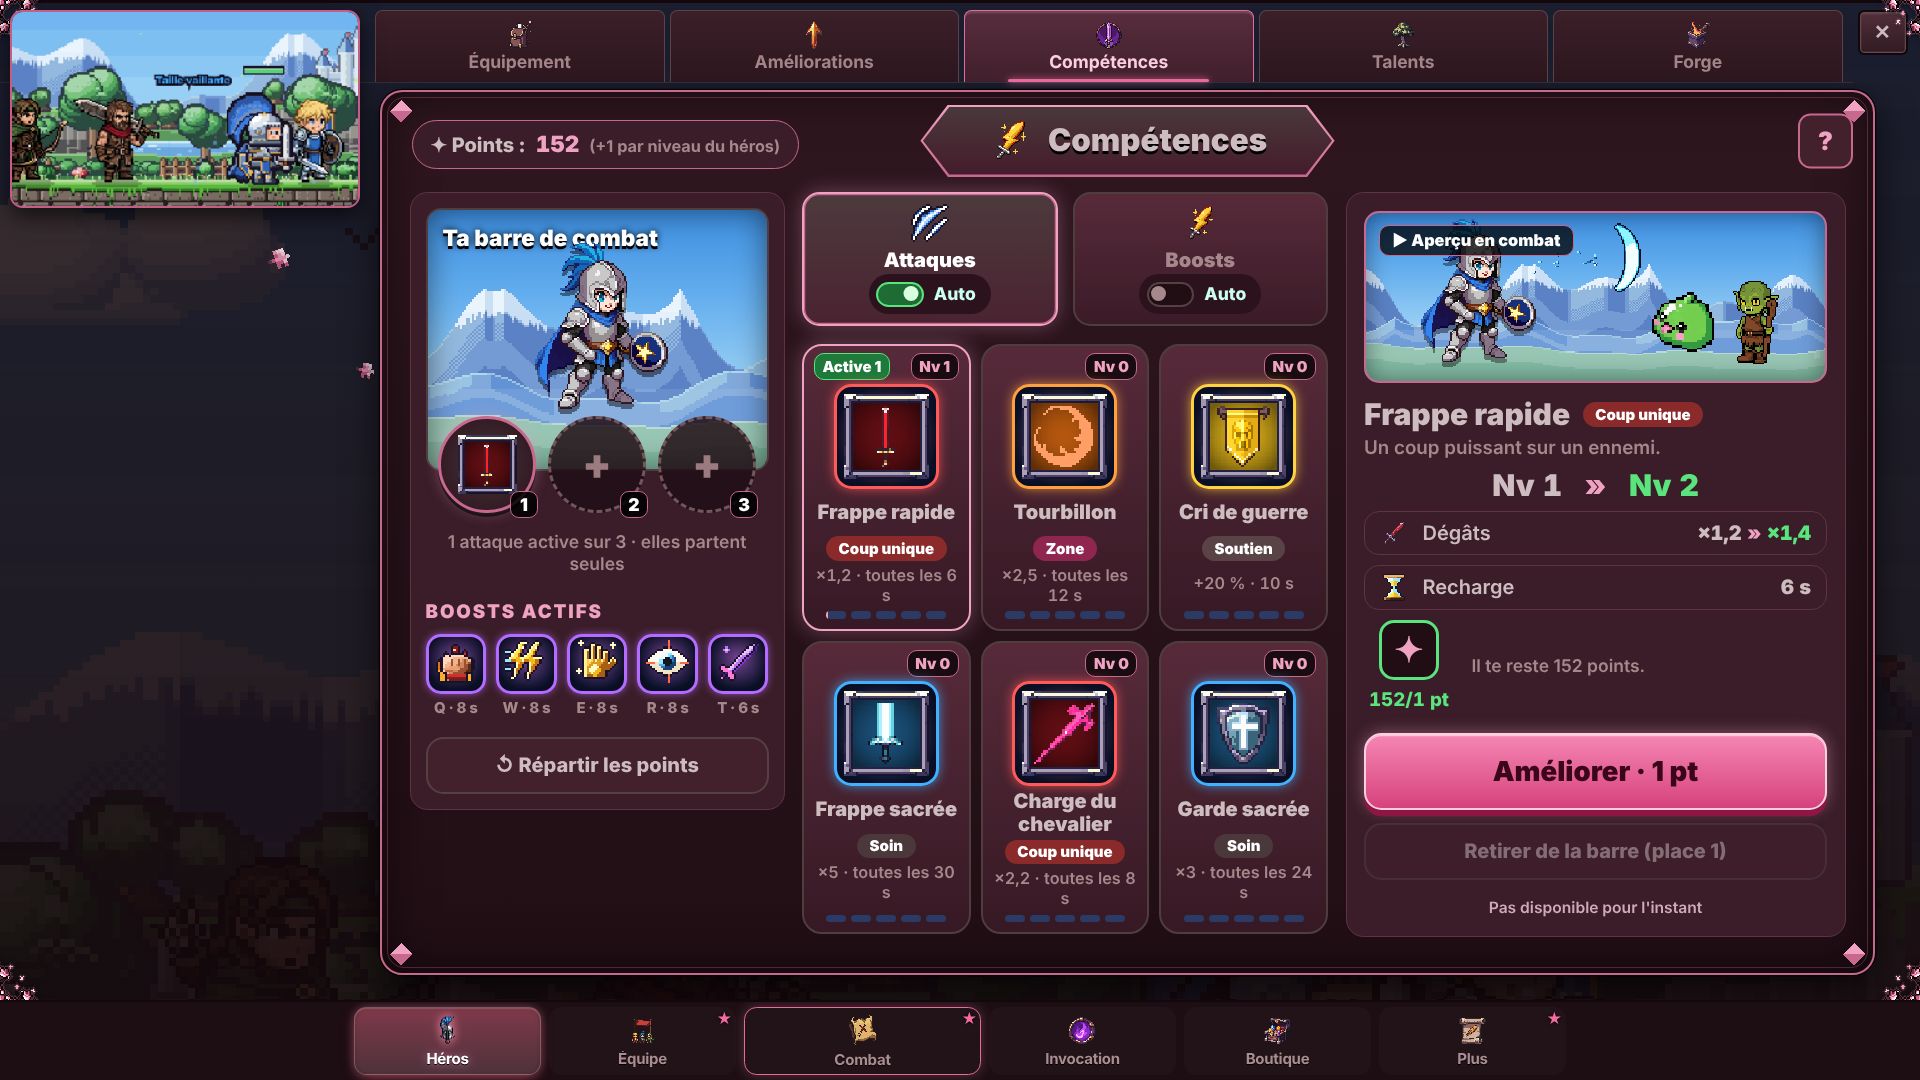 Taille vaillante
Équipement
Améliorations
Compétences
Talents
Forge
✕
✦ Points : 152 (+1 par niveau du héros)
Compétences
?
Ta barre de combat
1
2
3
1 attaque active sur 3 · elles partent
seules
BOOSTS ACTIFS
Q·8s
W·8s
E·8s
R·8s
T·6s
↺ Répartir les points
Attaques
Auto
Boosts
Auto
Active 1
Nv 1
Frappe rapide
Coup unique
×1,2 · toutes les 6
s
Nv 0
Tourbillon
Zone
×2,5 · toutes les
12 s
Nv 0
Cri de guerre
Soutien
+20 % · 10 s
Nv 0
Frappe sacrée
Soin
×5 · toutes les 30
s
Nv 0
Charge du
chevalier
Coup unique
×2,2 · toutes les 8
s
Nv 0
Garde sacrée
Soin
×3 · toutes les 24
s
▶ Aperçu en combat
Frappe rapide Coup unique
Un coup puissant sur un ennemi.
Nv 1 » Nv 2
Dégâts ×1,2 » ×1,4
Recharge 6 s
Il te reste 152 points.
152/1 pt
Améliorer · 1 pt
Retirer de la barre (place 1)
Pas disponible pour l'instant
Héros
Équipe
Combat
Invocation
Boutique
Plus